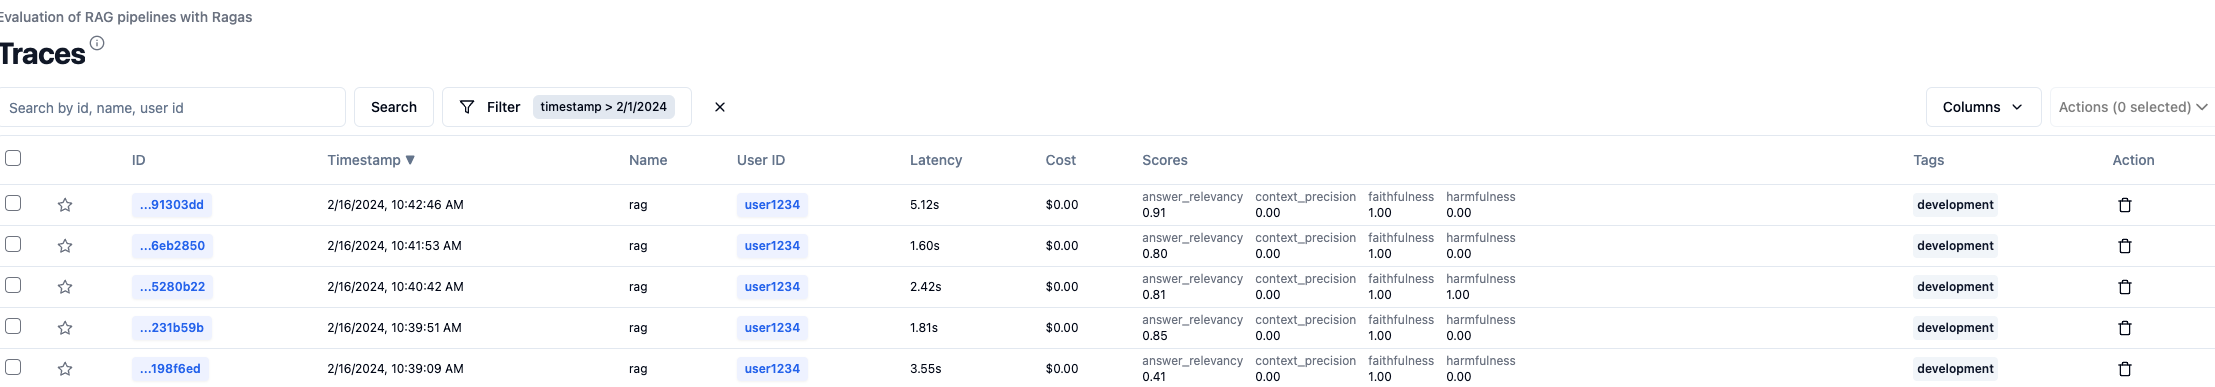 Evaluation of RAG pipelines with Ragas
Traces
Search by id, name, user id Search Filter timestamp > 2/1/2024 Columns Actions (0 selected)
ID Timestamp ▼ Name User ID Latency Cost Scores Tags Action
...91303dd 2/16/2024, 10:42:46 AM rag user1234 5.12s $0.00 answer_relevancy context_precision faithfulness harmfulness development
0.91 0.00 1.00 0.00
...6eb2850 2/16/2024, 10:41:53 AM rag user1234 1.60s $0.00 answer_relevancy context_precision faithfulness harmfulness development
0.80 0.00 1.00 0.00
...5280b22 2/16/2024, 10:40:42 AM rag user1234 2.42s $0.00 answer_relevancy context_precision faithfulness harmfulness development
0.81 0.00 1.00 1.00
...231b59b 2/16/2024, 10:39:51 AM rag user1234 1.81s $0.00 answer_relevancy context_precision faithfulness harmfulness development
0.85 0.00 1.00 0.00
...198f6ed 2/16/2024, 10:39:09 AM rag user1234 3.55s $0.00 answer_relevancy context_precision faithfulness harmfulness development
0.41 0.00 1.00 0.00